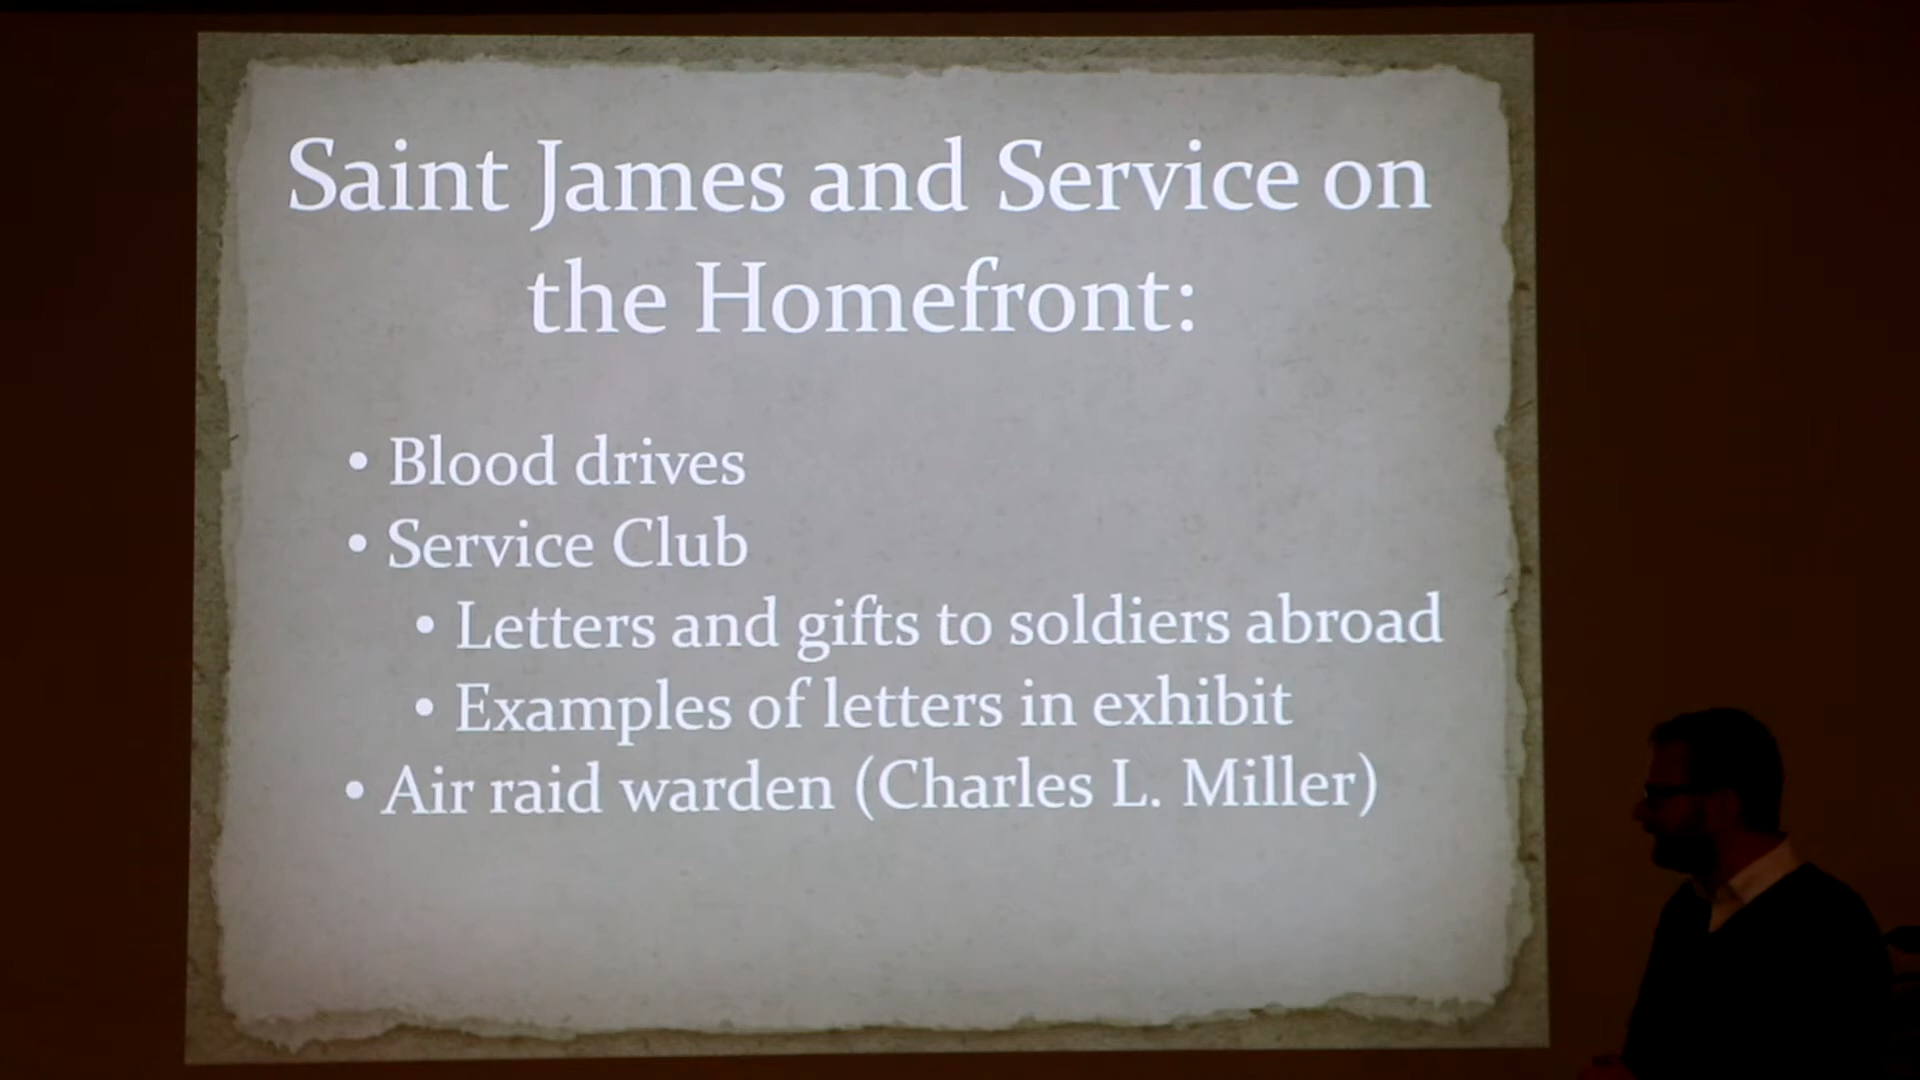 Saint James and Service on
the Homefront:
• Blood drives
• Service Club
• Letters and gifts to soldiers abroad
• Examples of letters in exhibit
• Air raid warden (Charles L. Miller)